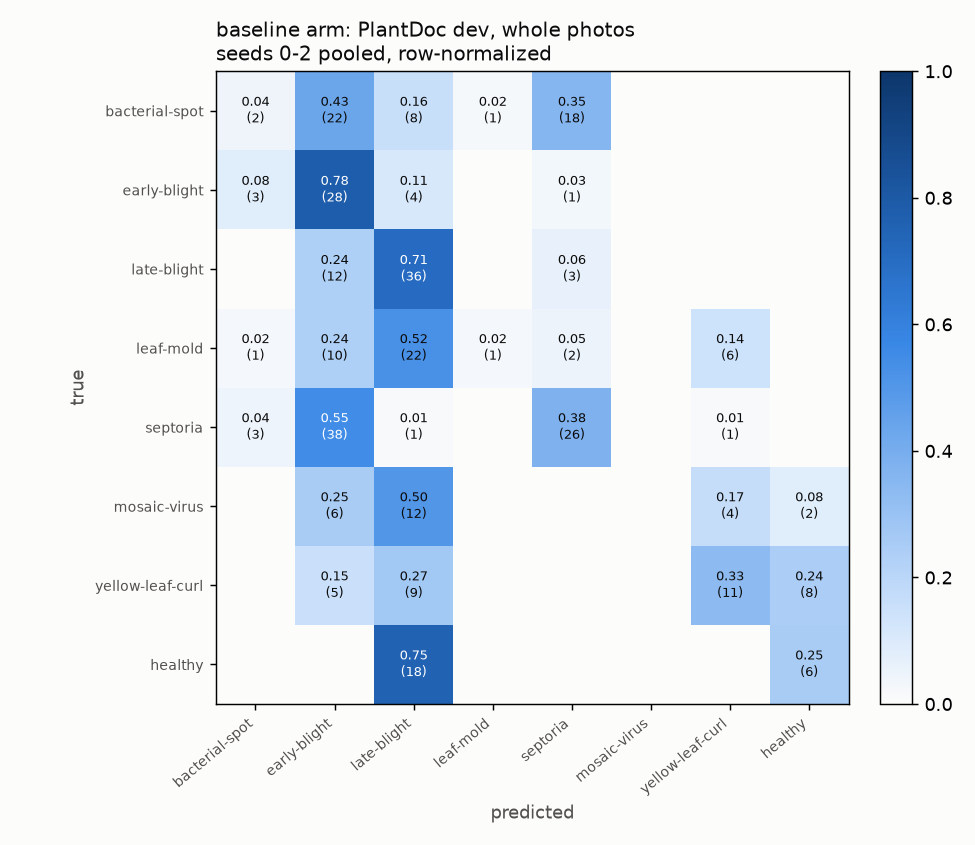 baseline arm: PlantDoc dev, whole photos
seeds 0-2 pooled, row-normalized
true
bacterial-spot
0.04 0.43 0.16 0.02 0.35
(2) (22) (8) (1) (18)
early-blight
0.08 0.78 0.11 0.03
(3) (28) (4) (1)
late-blight
0.24 0.71 0.06
(12) (36) (3)
leaf-mold
0.02 0.24 0.52 0.02 0.05 0.14
(1) (10) (22) (1) (2) (6)
septoria
0.04 0.55 0.01 0.38 0.01
(3) (38) (1) (26) (1)
mosaic-virus
0.25 0.50 0.17 0.08
(6) (12) (4) (2)
yellow-leaf-curl
0.15 0.27 0.33 0.24
(5) (9) (11) (8)
healthy
0.75 0.25
(18) (6)
bacterial-spot
early-blight
late-blight
leaf-mold
septoria
mosaic-virus
yellow-leaf-curl
healthy
predicted
1.0
0.8
0.6
0.4
0.2
0.0